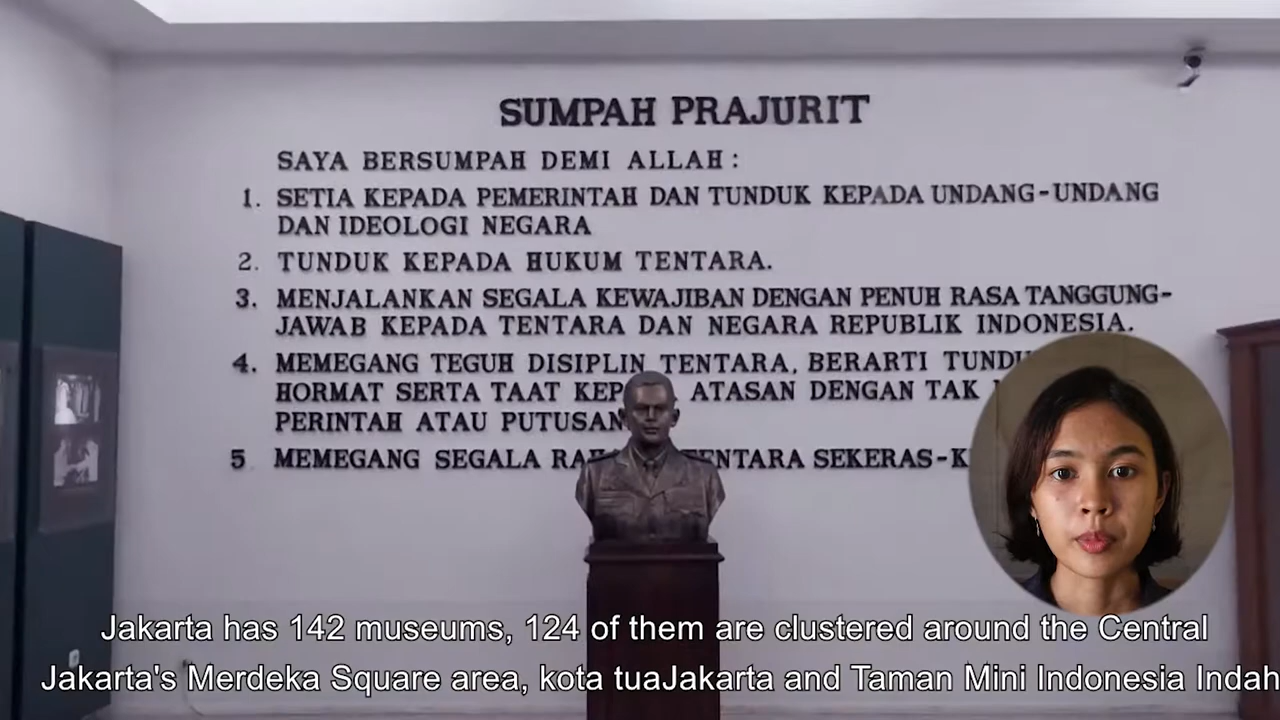 SUMPAH PRAJURIT
SAYA BERSUMPAH DEMI ALLAH :
1. SETIA KEPADA PEMERINTAH DAN TUNDUK KEPADA UNDANG-UNDANG
DAN IDEOLOGI NEGARA
2. TUNDUK KEPADA HUKUM TENTARA.
3. MENJALANKAN SEGALA KEWAJIBAN DENGAN PENUH RASA TANGGUNG-
JAWAB KEPADA TENTARA DAN NEGARA REPUBLIK INDONESIA.
4. MEMEGANG TEGUH DISIPLIN TENTARA, BERARTI
HORMAT SERTA TAAT ATASAN DENGAN TAK
PERINTAH ATAU PUTUSAN
5 MEMEGANG SEGALA TENTARA
Jakarta has 142 museums, 124 of them are clustered around the Central
Jakarta's Merdeka Square area, kota tuaJakarta and Taman Mini Indonesia Indah